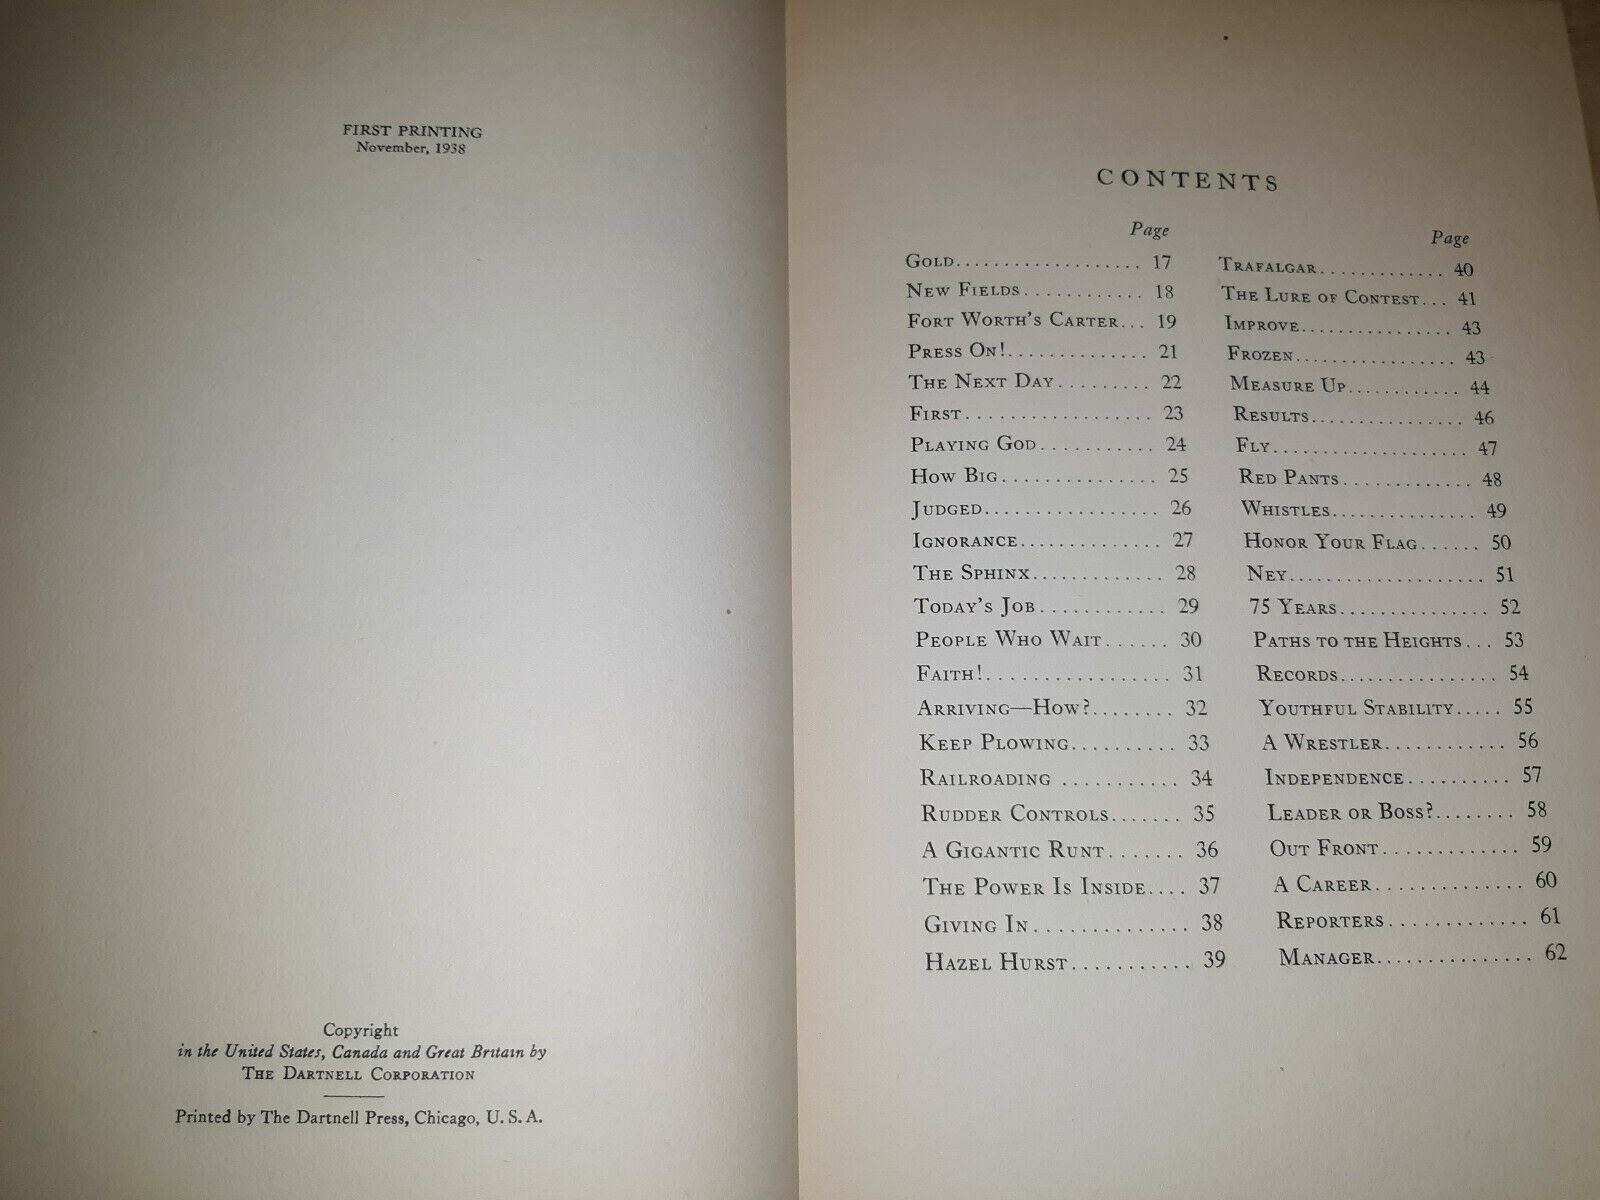 FIRST PRINTING
November, 1938
Copyright
in the United States, Canada and Great Britain by
THE DARTNELL CORPORATION
Printed by The Dartnell Press, Chicago, U. S. A.
CONTENTS
Page
GOLD................... 17
NEW FIELDS............ 18
FORT WORTH'S CARTER... 19
PRESS ON!.............. 21
THE NEXT DAY......... 22
FIRST................... 23
PLAYING GOD............ 24
HOW BIG................ 25
JUDGED.................. 26
IGNORANCE.............. 27
THE SPHINX............. 28
TODAY'S JOB............. 29
PEOPLE WHO WAIT...... 30
FAITH!................... 31
ARRIVING—HOW?........ 32
KEEP PLOWING.......... 33
RAILROADING ............ 34
RUDDER CONTROLS....... 35
A GIGANTIC RUNT....... 36
THE POWER IS INSIDE.... 37
GIVING IN............... 38
HAZEL HURST............ 39
Page
TRAFALGAR............. 40
THE LURE OF CONTEST... 41
IMPROVE................ 43
FROZEN................. 43
MEASURE UP............ 44
RESULTS................ 46
FLY.................... 47
RED PANTS............. 48
WHISTLES............... 49
HONOR YOUR FLAG...... 50
NEY.................... 51
75 YEARS............... 52
PATHS TO THE HEIGHTS... 53
RECORDS................ 54
YOUTHFUL STABILITY..... 55
A WRESTLER............ 56
INDEPENDENCE.......... 57
LEADER OR BOSS?........ 58
OUT FRONT............. 59
A CAREER............... 60
REPORTERS............. 61
MANAGER............... 62